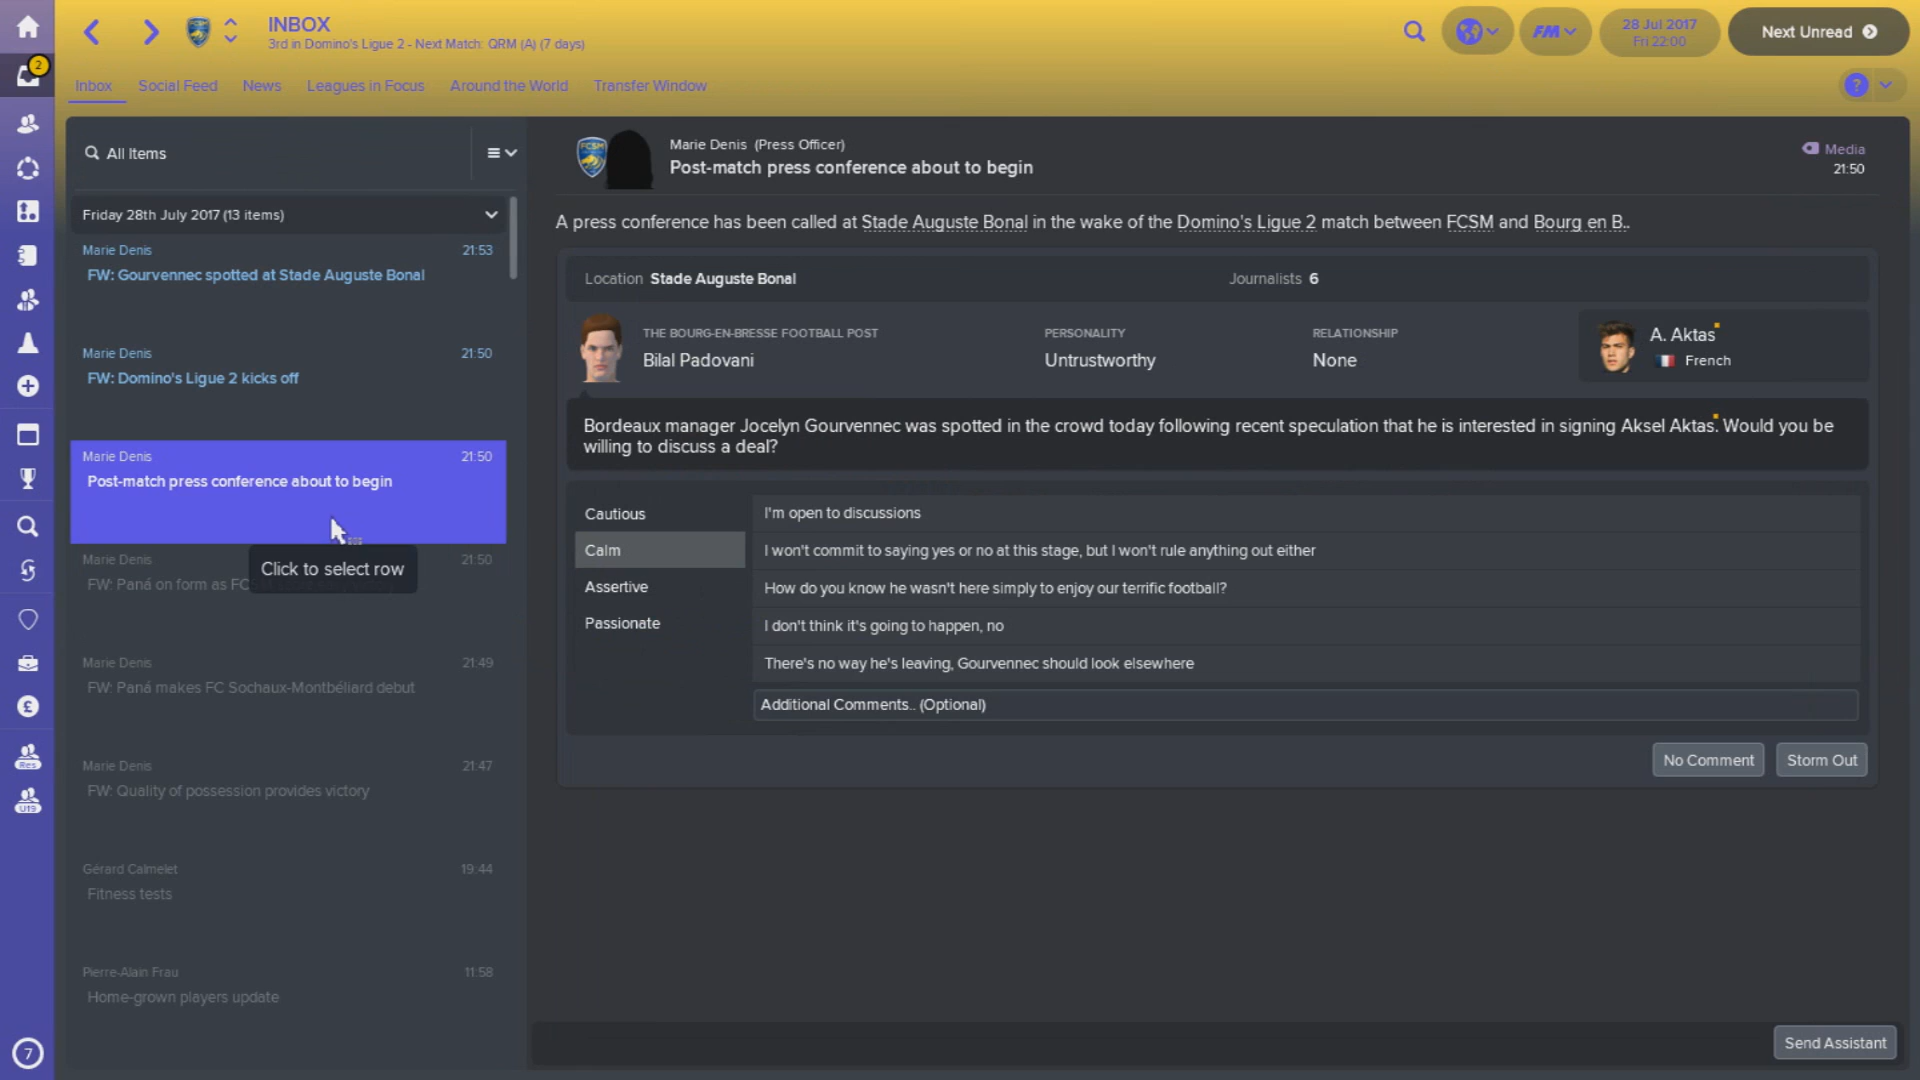 INBOX
3rd in Domino's Ligue 2 - Next Match: QRM (A) (7 days)
FM
28 Jul 2017
Fri 22:00
Next Unread
2
Inbox
Social Feed
News
Leagues in Focus
Around the World
Transfer Window
?
All Items
Friday 28th July 2017 (13 items)
Marie Denis 21:53
FW: Gourvennec spotted at Stade Auguste Bonal
Marie Denis 21:50
FW: Domino's Ligue 2 kicks off
Marie Denis 21:50
Post-match press conference about to begin
Marie Denis 21:50
FW: Paná on form as FC
Click to select row
Marie Denis 21:49
FW: Paná makes FC Sochaux-Montbéliard debut
Marie Denis 21:47
FW: Quality of possession provides victory
Gérard Calmelet 19:44
Fitness tests
Pierre-Alain Frau 11:58
Home-grown players update
Res
U19
7
FCSM
Marie Denis (Press Officer)
Post-match press conference about to begin
Media
21:50
A press conference has been called at Stade Auguste Bonal in the wake of the Domino's Ligue 2 match between FCSM and Bourg en B..
Location Stade Auguste Bonal
Journalists 6
THE BOURG-EN-BRESSE FOOTBALL POST
Bilal Padovani
PERSONALITY
Untrustworthy
RELATIONSHIP
None
A. Aktas
French
Bordeaux manager Jocelyn Gourvennec was spotted in the crowd today following recent speculation that he is interested in signing Aksel Aktas. Would you be
willing to discuss a deal?
Cautious
Calm
Assertive
Passionate
I'm open to discussions
I won't commit to saying yes or no at this stage, but I won't rule anything out either
How do you know he wasn't here simply to enjoy our terrific football?
I don't think it's going to happen, no
There's no way he's leaving, Gourvennec should look elsewhere
Additional Comments.. (Optional)
No Comment
Storm Out
Send Assistant